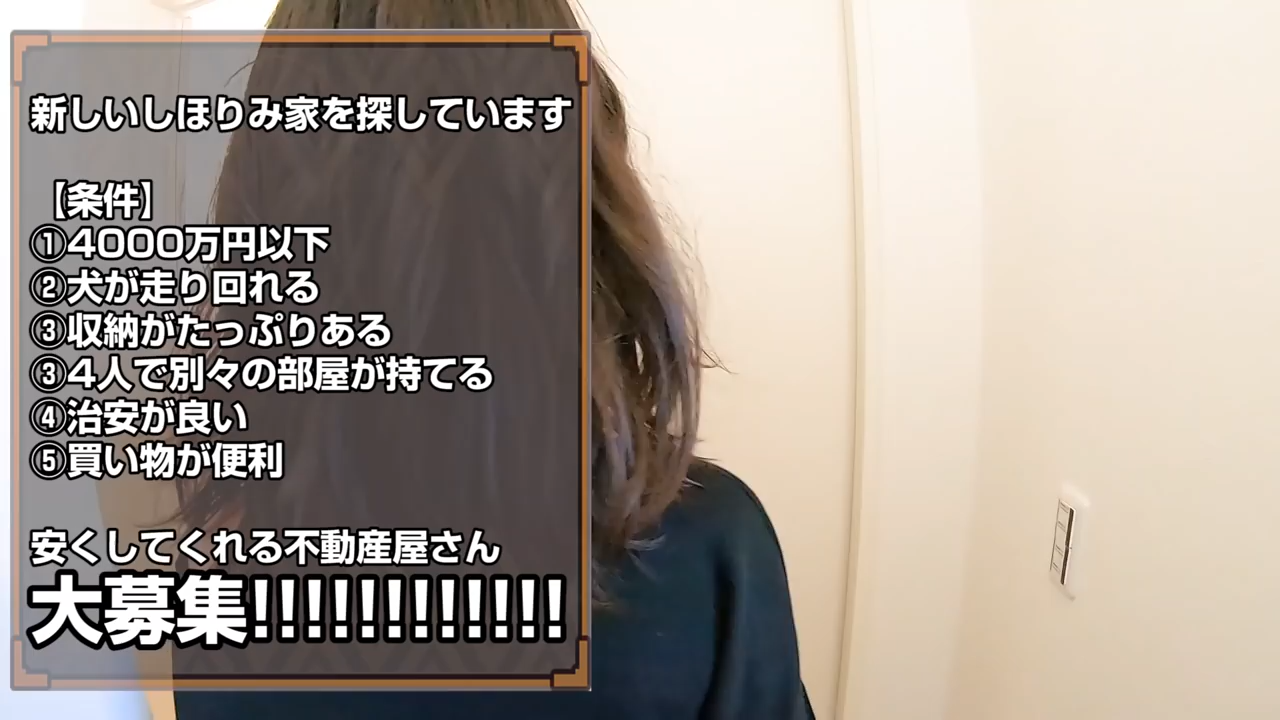 新しいしほりみ家を探しています
【条件】
①4000万円以下
②犬が走り回れる
③収納がたっぷりある
③4人で別々の部屋が持てる
④治安が良い
⑤買い物が便利
安くしてくれる不動産屋さん
大募集!!!!!!!!!!!!